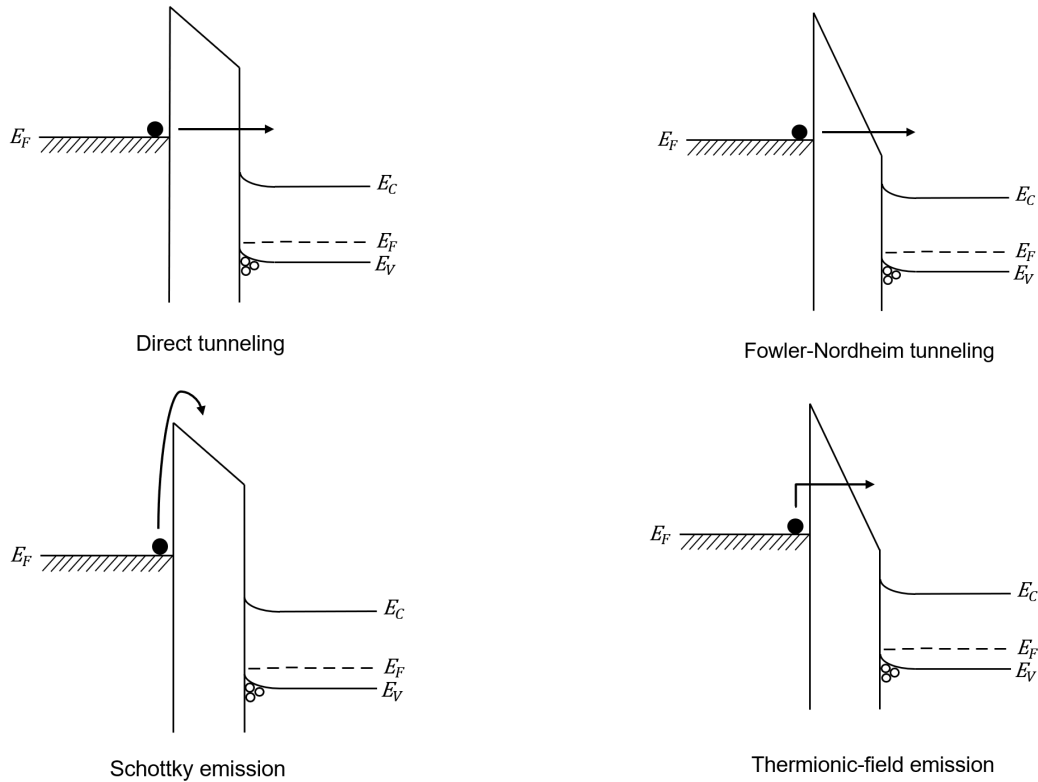 E_F
E_C
E_F
E_V
Direct tunneling
E_F
E_C
E_F
E_V
Fowler-Nordheim tunneling
E_F
E_C
E_F
E_V
Schottky emission
E_F
E_C
E_F
E_V
Thermionic-field emission